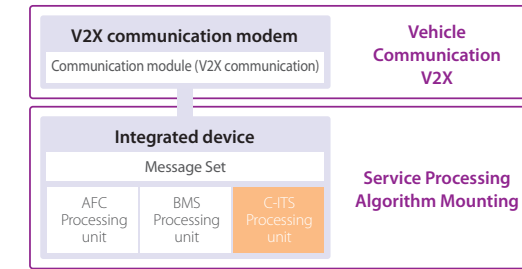 V2X communication modem
Communication module (V2X communication)
Vehicle
Communication
V2X
Integrated device
Message Set
AFC
Processing
unit
BMS
Processing
unit
C-ITS
Processing
unit
Service Processing
Algorithm Mounting